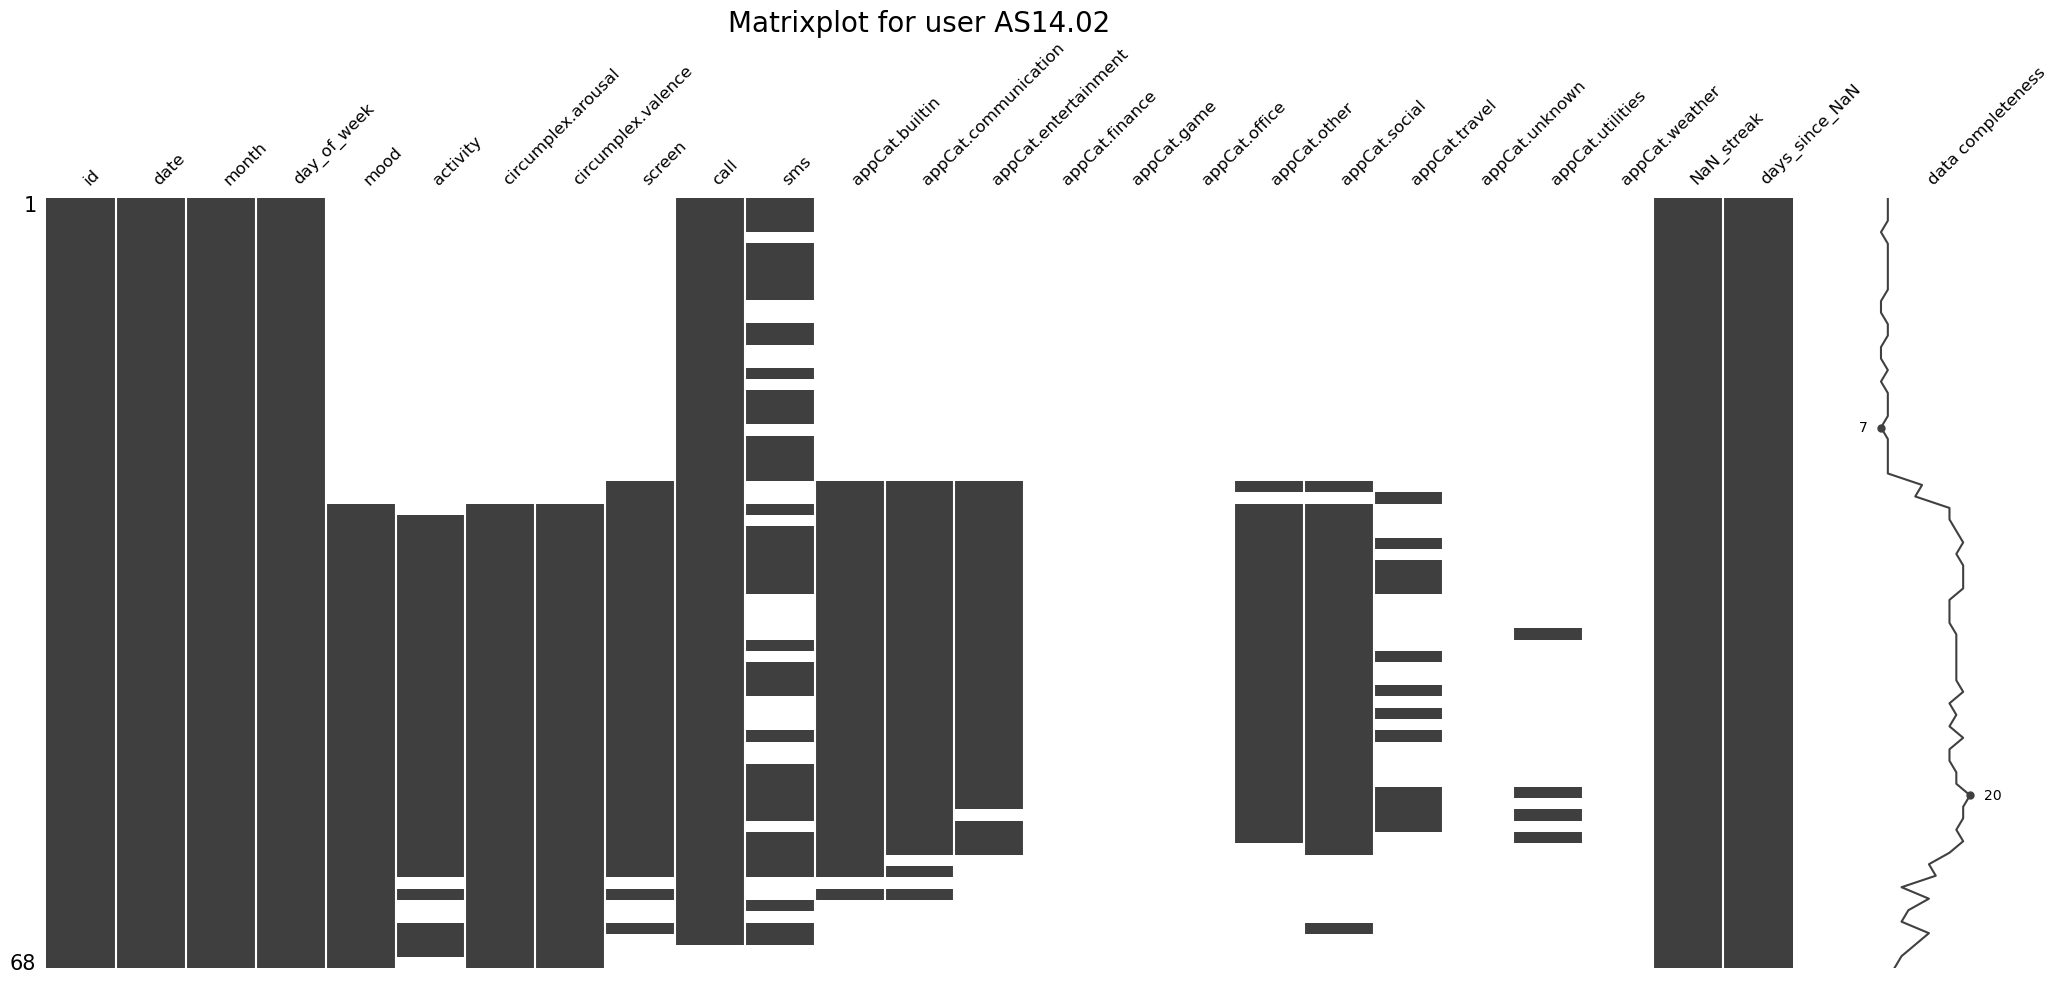 Matrixplot for user AS14.02
id
date
month
day_of_week
mood
activity
circumplex.arousal
circumplex.valence
screen
call
sms
appCat.builtin
appCat.communication
appCat.entertainment
appCat.finance
appCat.game
appCat.office
appCat.other
appCat.social
appCat.travel
appCat.unknown
appCat.utilities
appCat.weather
NaN_streak
days_since_NaN
data completeness
1
7
20
68